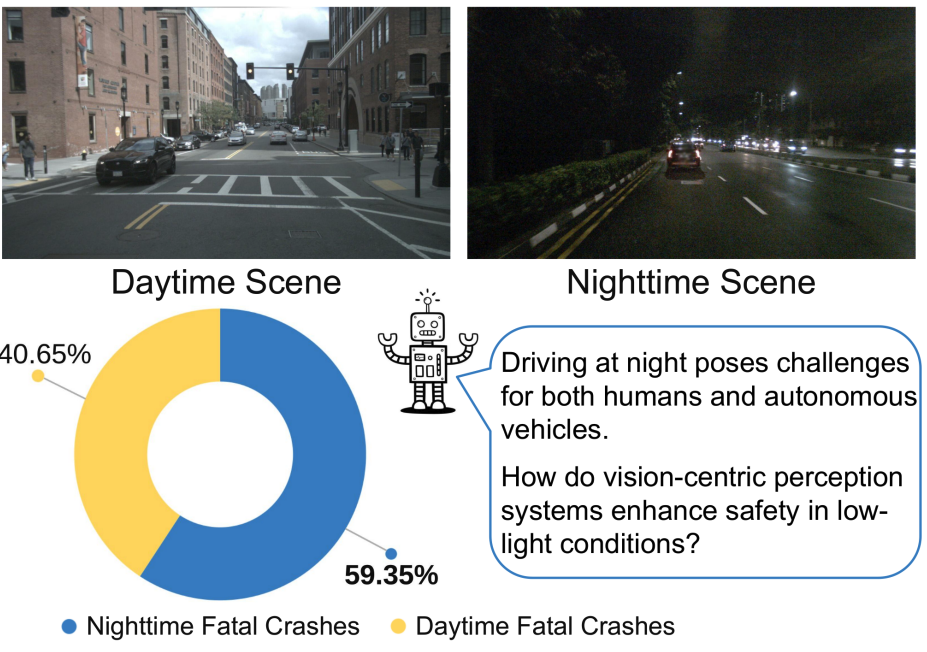 Daytime Scene
Nighttime Scene
40.65%
Driving at night poses challenges
for both humans and autonomous
vehicles.
How do vision-centric perception
systems enhance safety in low-
light conditions?
59.35%
Nighttime Fatal Crashes
Daytime Fatal Crashes